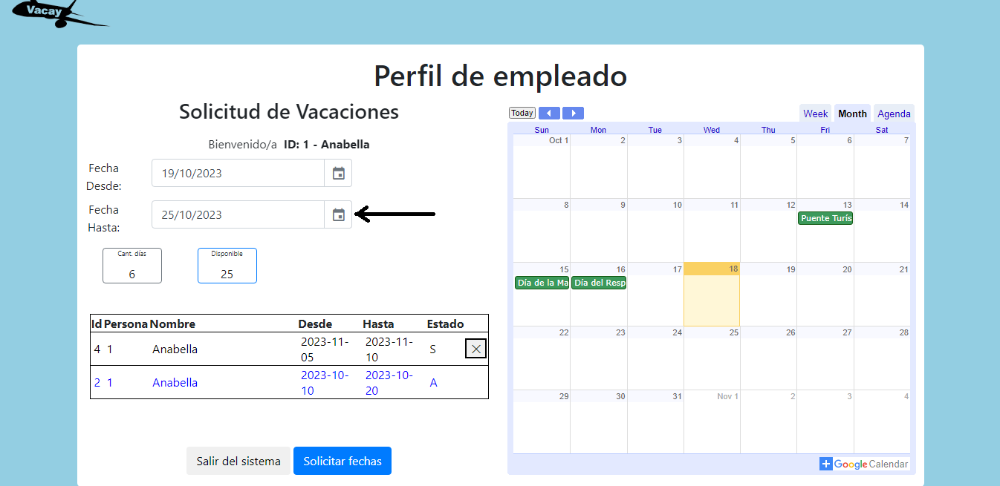 Vacay
Perfil de empleado
Solicitud de Vacaciones
Bienvenido/a ID: 1 - Anabella
Fecha
Desde:
19/10/2023
Fecha
Hasta:
25/10/2023
Cant. días
6
Disponible
25
Id Persona Nombre Desde Hasta Estado
4 1 Anabella 2023-11-05 2023-11-10 S
2 1 Anabella 2023-10-10 2023-10-20 A
Salir del sistema
Solicitar fechas
Today
Week Month Agenda
Sun Mon Tue Wed Thu Fri Sat
Oct 1 2 3 4 5 6 7
8 9 10 11 12 13 14
Puente Turís
15 16 17 18 19 20 21
Día de la Ma Día del Resp
22 23 24 25 26 27 28
29 30 31 Nov 1 2 3 4
Google Calendar